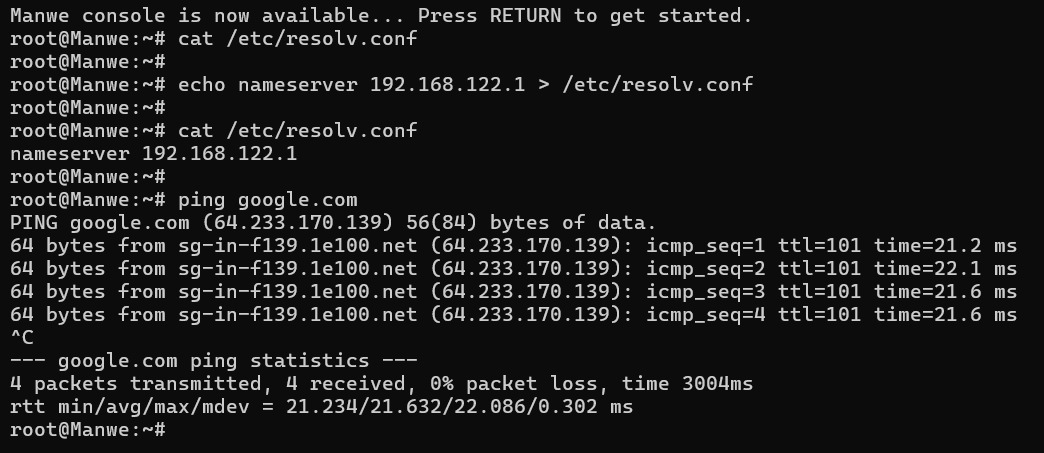 Manwe console is now available... Press RETURN to get started.
root@Manwe:~# cat /etc/resolv.conf
root@Manwe:~#
root@Manwe:~# echo nameserver 192.168.122.1 > /etc/resolv.conf
root@Manwe:~#
root@Manwe:~# cat /etc/resolv.conf
nameserver 192.168.122.1
root@Manwe:~#
root@Manwe:~# ping google.com
PING google.com (64.233.170.139) 56(84) bytes of data.
64 bytes from sg-in-f139.1e100.net (64.233.170.139): icmp_seq=1 ttl=101 time=21.2 ms
64 bytes from sg-in-f139.1e100.net (64.233.170.139): icmp_seq=2 ttl=101 time=22.1 ms
64 bytes from sg-in-f139.1e100.net (64.233.170.139): icmp_seq=3 ttl=101 time=21.6 ms
64 bytes from sg-in-f139.1e100.net (64.233.170.139): icmp_seq=4 ttl=101 time=21.6 ms
^C
--- google.com ping statistics ---
4 packets transmitted, 4 received, 0% packet loss, time 3004ms
rtt min/avg/max/mdev = 21.234/21.632/22.086/0.302 ms
root@Manwe:~#